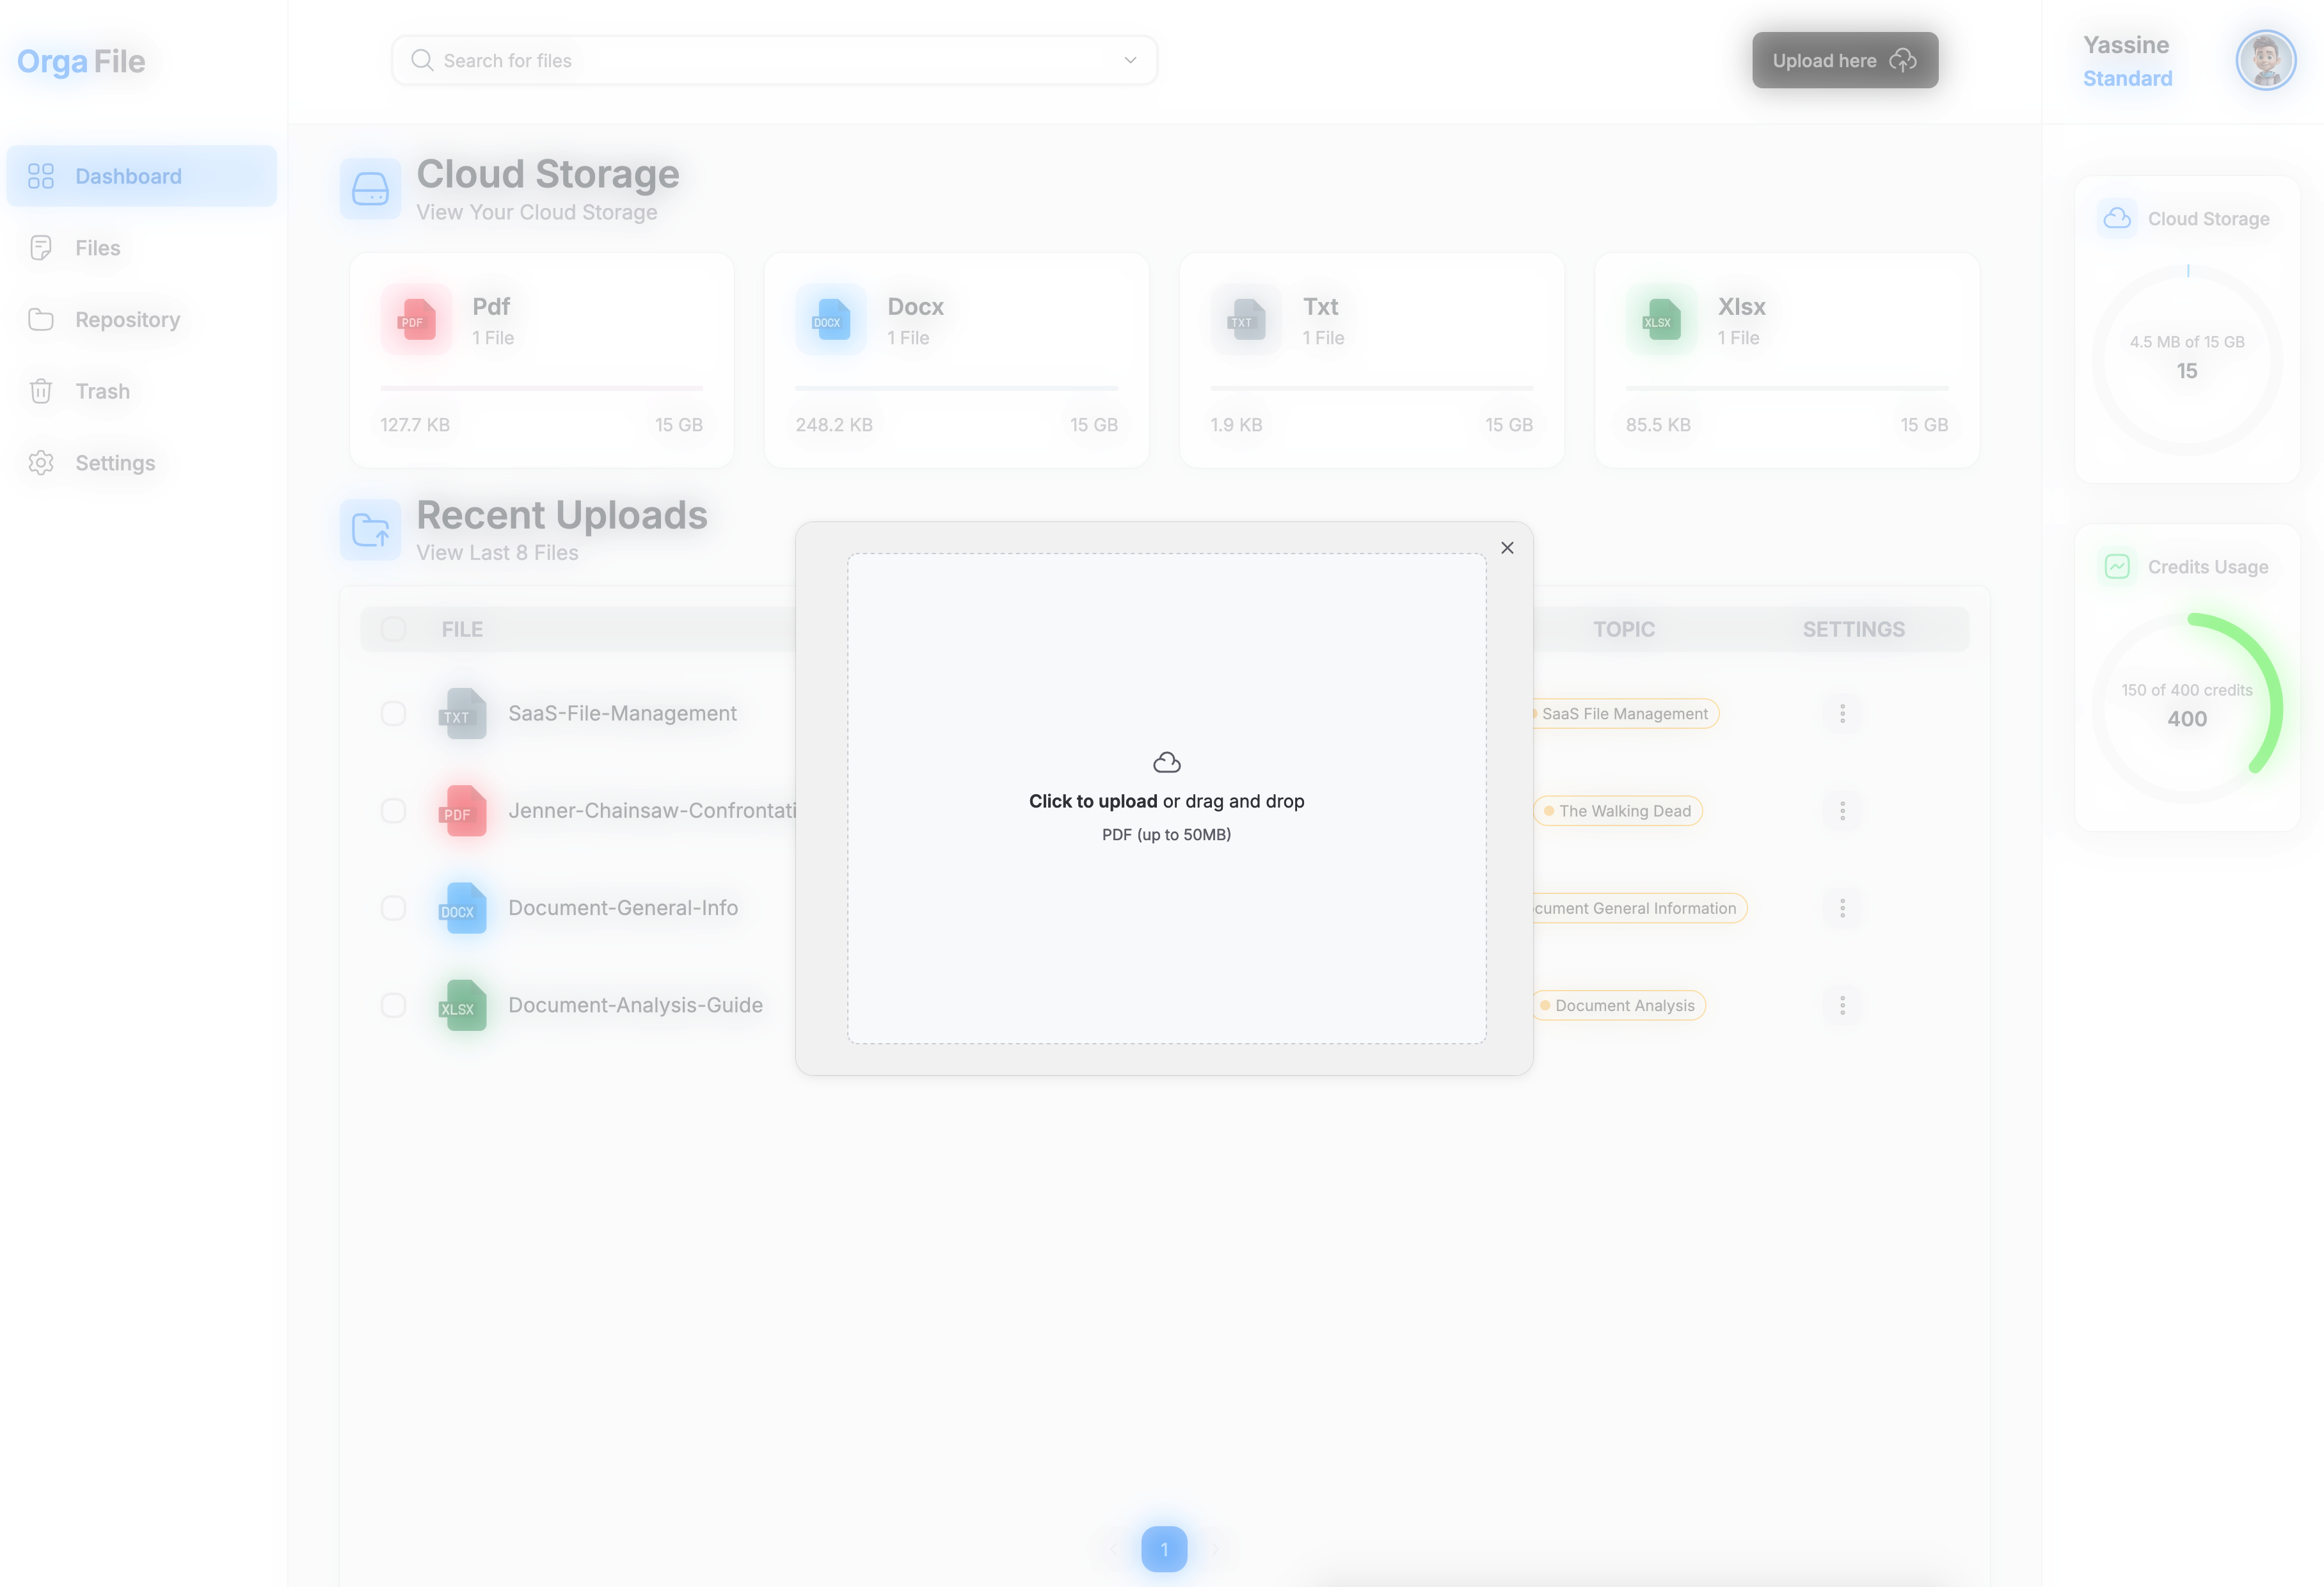 Orga File
Search for files
Upload here
Yassine
Standard
Dashboard
Files
Repository
Trash
Settings
Cloud Storage
View Your Cloud Storage
PDF
Pdf
1 File
127.7 KB
15 GB
DOCX
Docx
1 File
248.2 KB
15 GB
TXT
Txt
1 File
1.9 KB
15 GB
XLSX
Xlsx
1 File
85.5 KB
15 GB
Recent Uploads
View Last 8 Files
FILE
TOPIC
SETTINGS
TXT
SaaS-File-Management
SaaS File Management
PDF
Jenner-Chainsaw-Confrontati
The Walking Dead
DOCX
Document-General-Info
cument General Information
XLSX
Document-Analysis-Guide
Document Analysis
Click to upload or drag and drop
PDF (up to 50MB)
1
Cloud Storage
4.5 MB of 15 GB
15
Credits Usage
150 of 400 credits
400